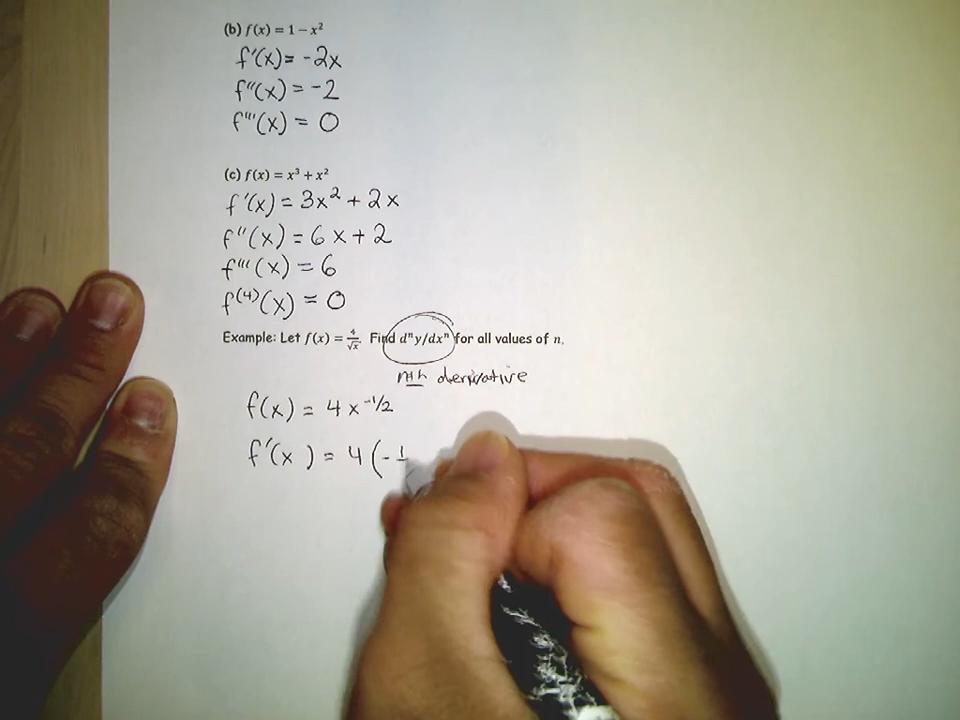 (b) f(x) = 1 − x²
f'(x) = -2x
f''(x) = -2
f'''(x) = 0
(c) f(x) = x³ + x²
f'(x) = 3x² + 2x
f''(x) = 6x + 2
f'''(x) = 6
f⁽⁴⁾(x) = 0
Example: Let f(x) = 4/√x Find dⁿy/dxⁿ for all values of n.
nth derivative
f(x) = 4x^-1/2
f'(x) = 4(-1